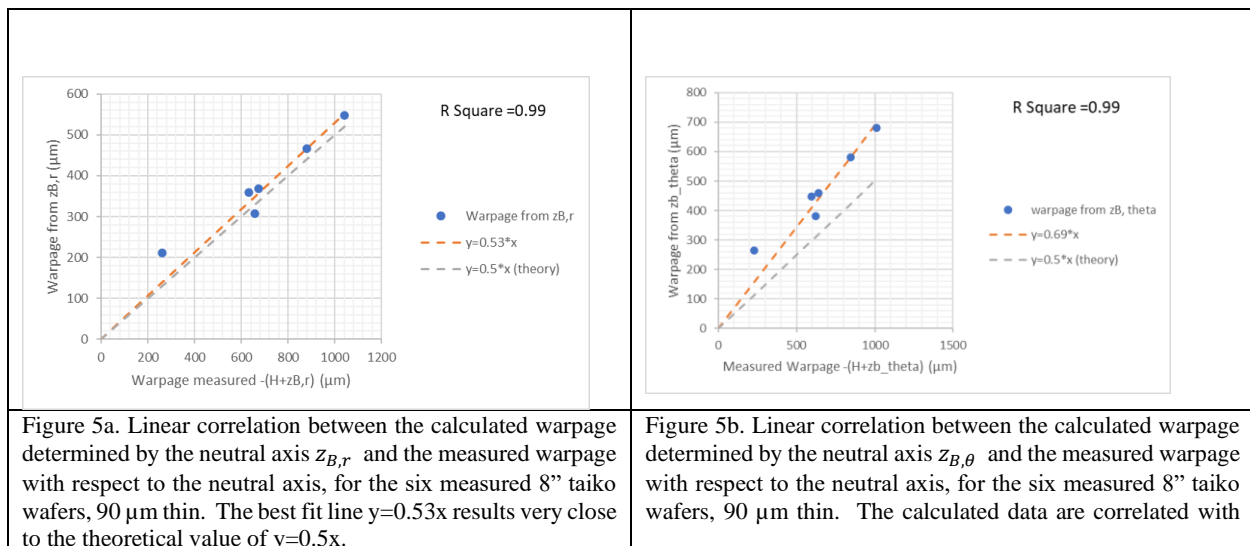 R Square =0.99
600
500
400
300
200
100
0
Warpage from zB,r (µm)
0 200 400 600 800 1000 1200
Warpage measured -(H+zB,r) (µm)
Warpage from zB,r
y=0.53*x
y=0.5*x (theory)
Figure 5a. Linear correlation between the calculated warpage
determined by the neutral axis z_{B,r} and the measured warpage
with respect to the neutral axis, for the six measured 8” taiko
wafers, 90 µm thin. The best fit line y=0.53x results very close
to the theoretical value of y=0.5x.
R Square =0.99
800
700
600
500
400
300
200
100
0
Warpage from zb_theta (µm)
0 500 1000 1500
Measured Warpage -(H+zb_theta) (µm)
warpage from zB, theta
y=0.69*x
y=0.5*x (theory)
Figure 5b. Linear correlation between the calculated warpage
determined by the neutral axis z_{B,θ} and the measured warpage
with respect to the neutral axis, for the six measured 8” taiko
wafers, 90 µm thin. The calculated data are correlated with